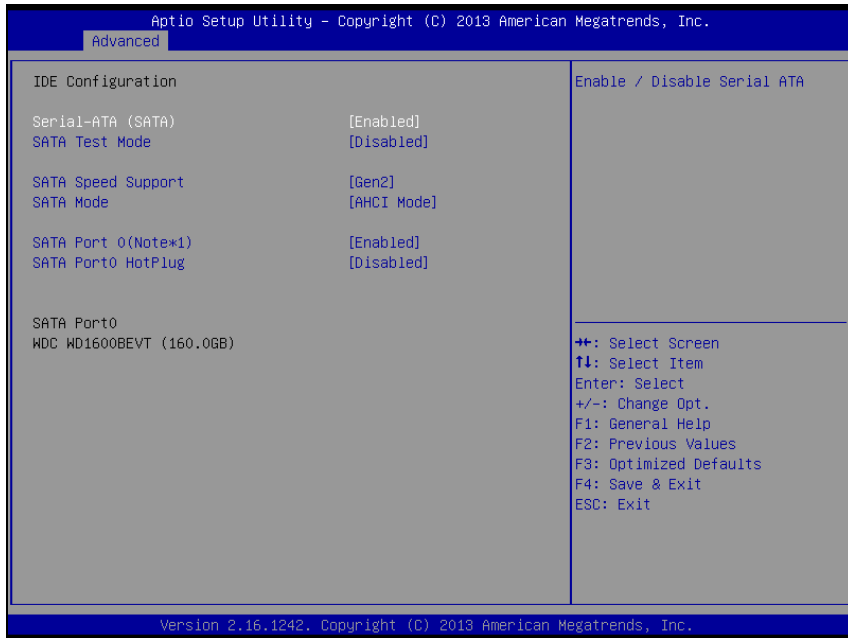 Aptio Setup Utility – Copyright (C) 2013 American Megatrends, Inc.
Advanced
IDE Configuration
Serial-ATA (SATA) [Enabled]
SATA Test Mode [Disabled]
SATA Speed Support [Gen2]
SATA Mode [AHCI Mode]
SATA Port 0(Note*1) [Enabled]
SATA Port0 HotPlug [Disabled]
SATA Port0
WDC WD1600BEVT (160.0GB)
Enable / Disable Serial ATA
→←: Select Screen
↑↓: Select Item
Enter: Select
+/-: Change Opt.
F1: General Help
F2: Previous Values
F3: Optimized Defaults
F4: Save & Exit
ESC: Exit
Version 2.16.1242. Copyright (C) 2013 American Megatrends, Inc.